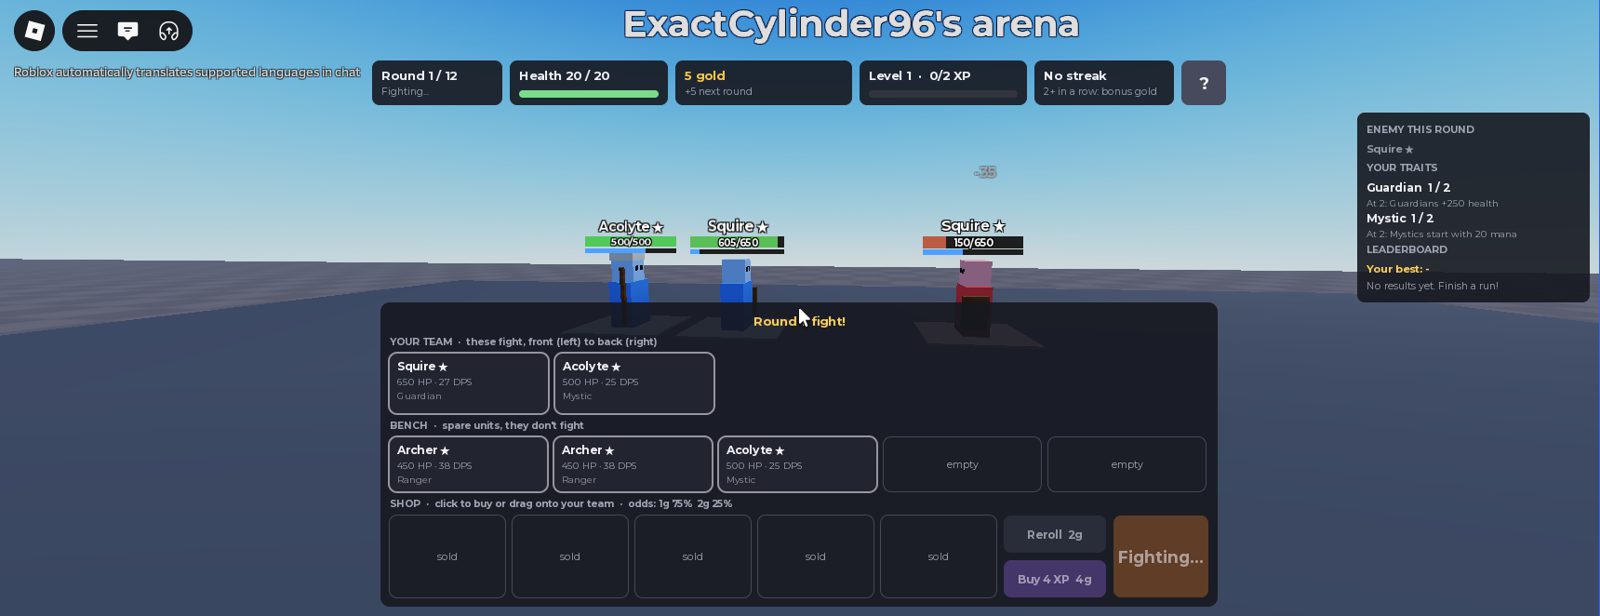 ExactCylinder96's arena
Roblox automatically translates supported languages in chat
Round 1 / 12
Fighting...
Health 20 / 20
5 gold
+5 next round
Level 1 · 0/2 XP
No streak
2+ in a row: bonus gold
?
ENEMY THIS ROUND
Squire ★
YOUR TRAITS
Guardian 1 / 2
At 2: Guardians +250 health
Mystic 1 / 2
At 2: Mystics start with 20 mana
LEADERBOARD
Your best: -
No results yet. Finish a run!
-35
Acolyte ★
500/500
Squire ★
605/650
Squire ★
150/650
Round fight!
YOUR TEAM · these fight, front (left) to back (right)
Squire ★
650 HP · 27 DPS
Guardian
Acolyte ★
500 HP · 25 DPS
Mystic
BENCH · spare units, they don't fight
Archer ★
450 HP · 38 DPS
Ranger
Archer ★
450 HP · 38 DPS
Ranger
Acolyte ★
500 HP · 25 DPS
Mystic
empty
empty
SHOP · click to buy or drag onto your team · odds: 1g 75% 2g 25%
sold
sold
sold
sold
sold
Reroll 2g
Buy 4 XP 4g
Fighting...